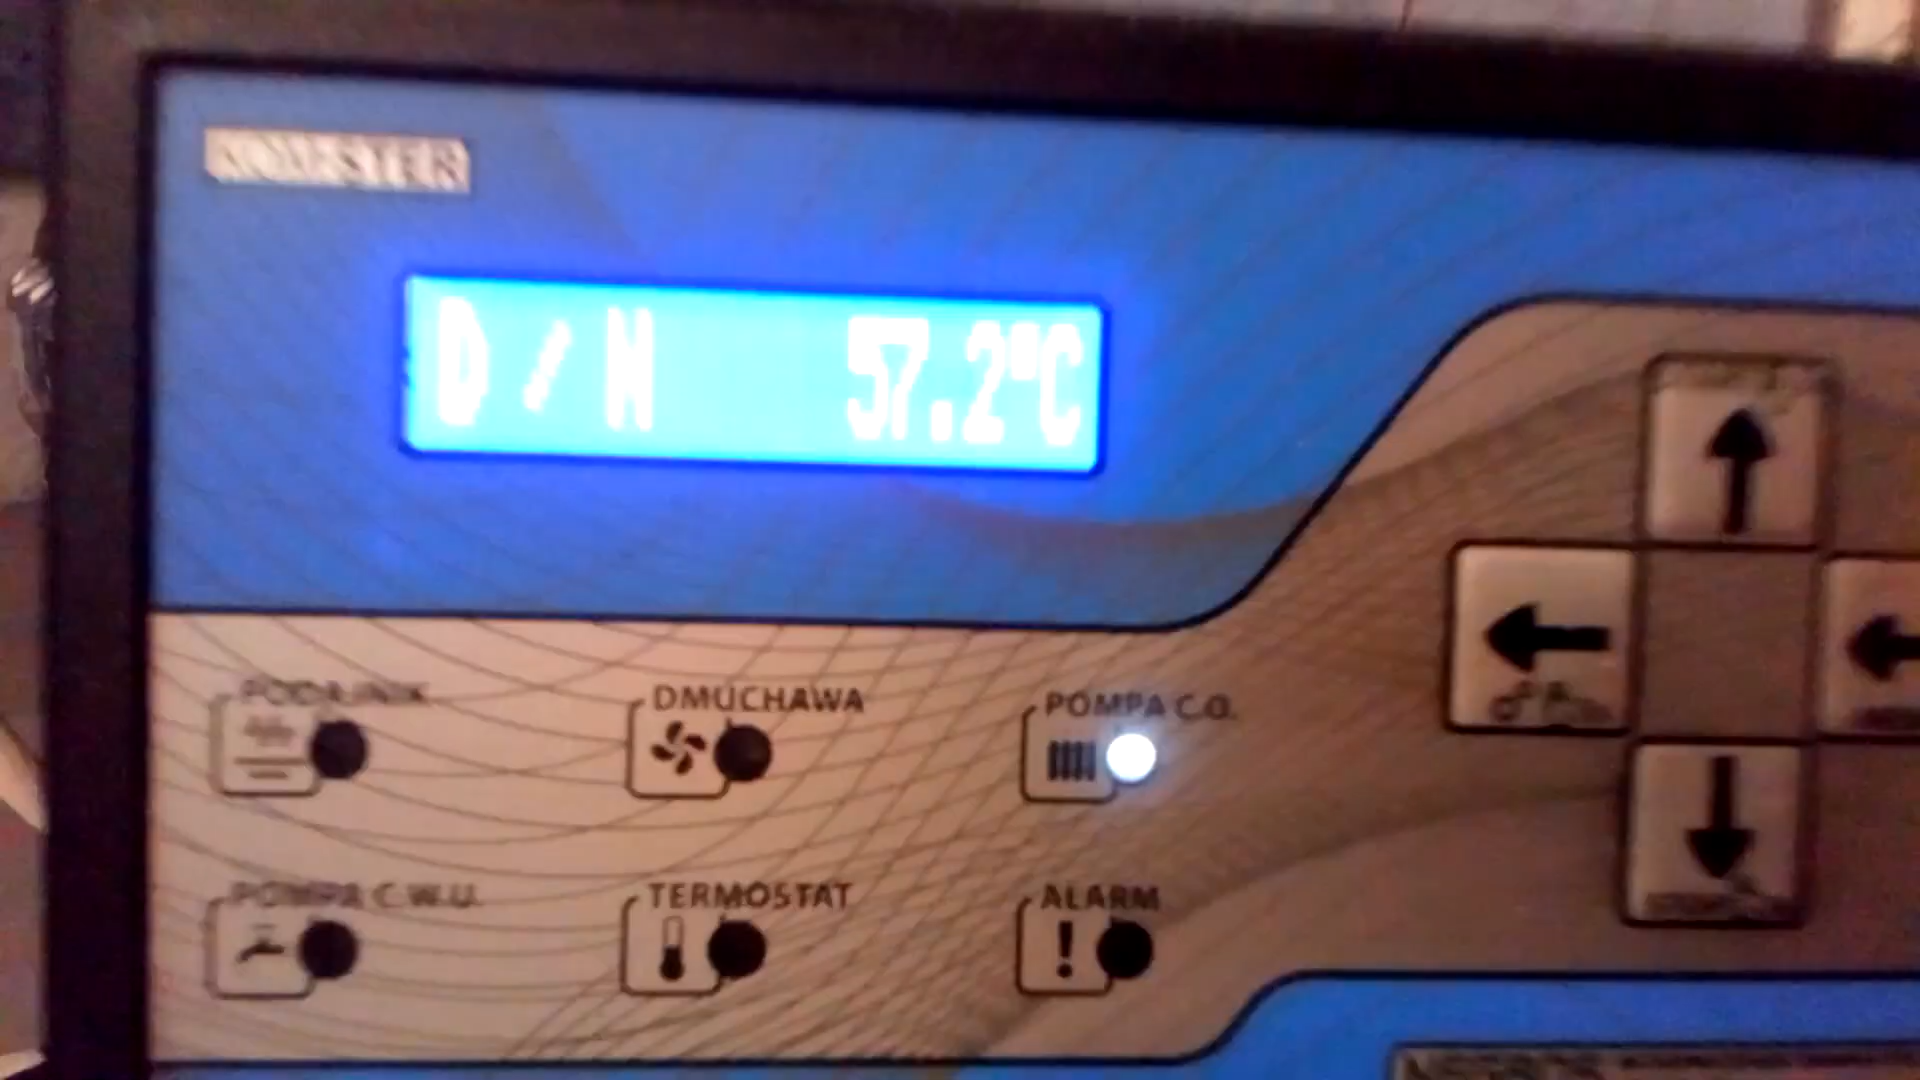 D / N 57.2°C
PODAJNIK
DMUCHAWA
POMPA C.O.
POMPA C.W.U.
TERMOSTAT
ALARM